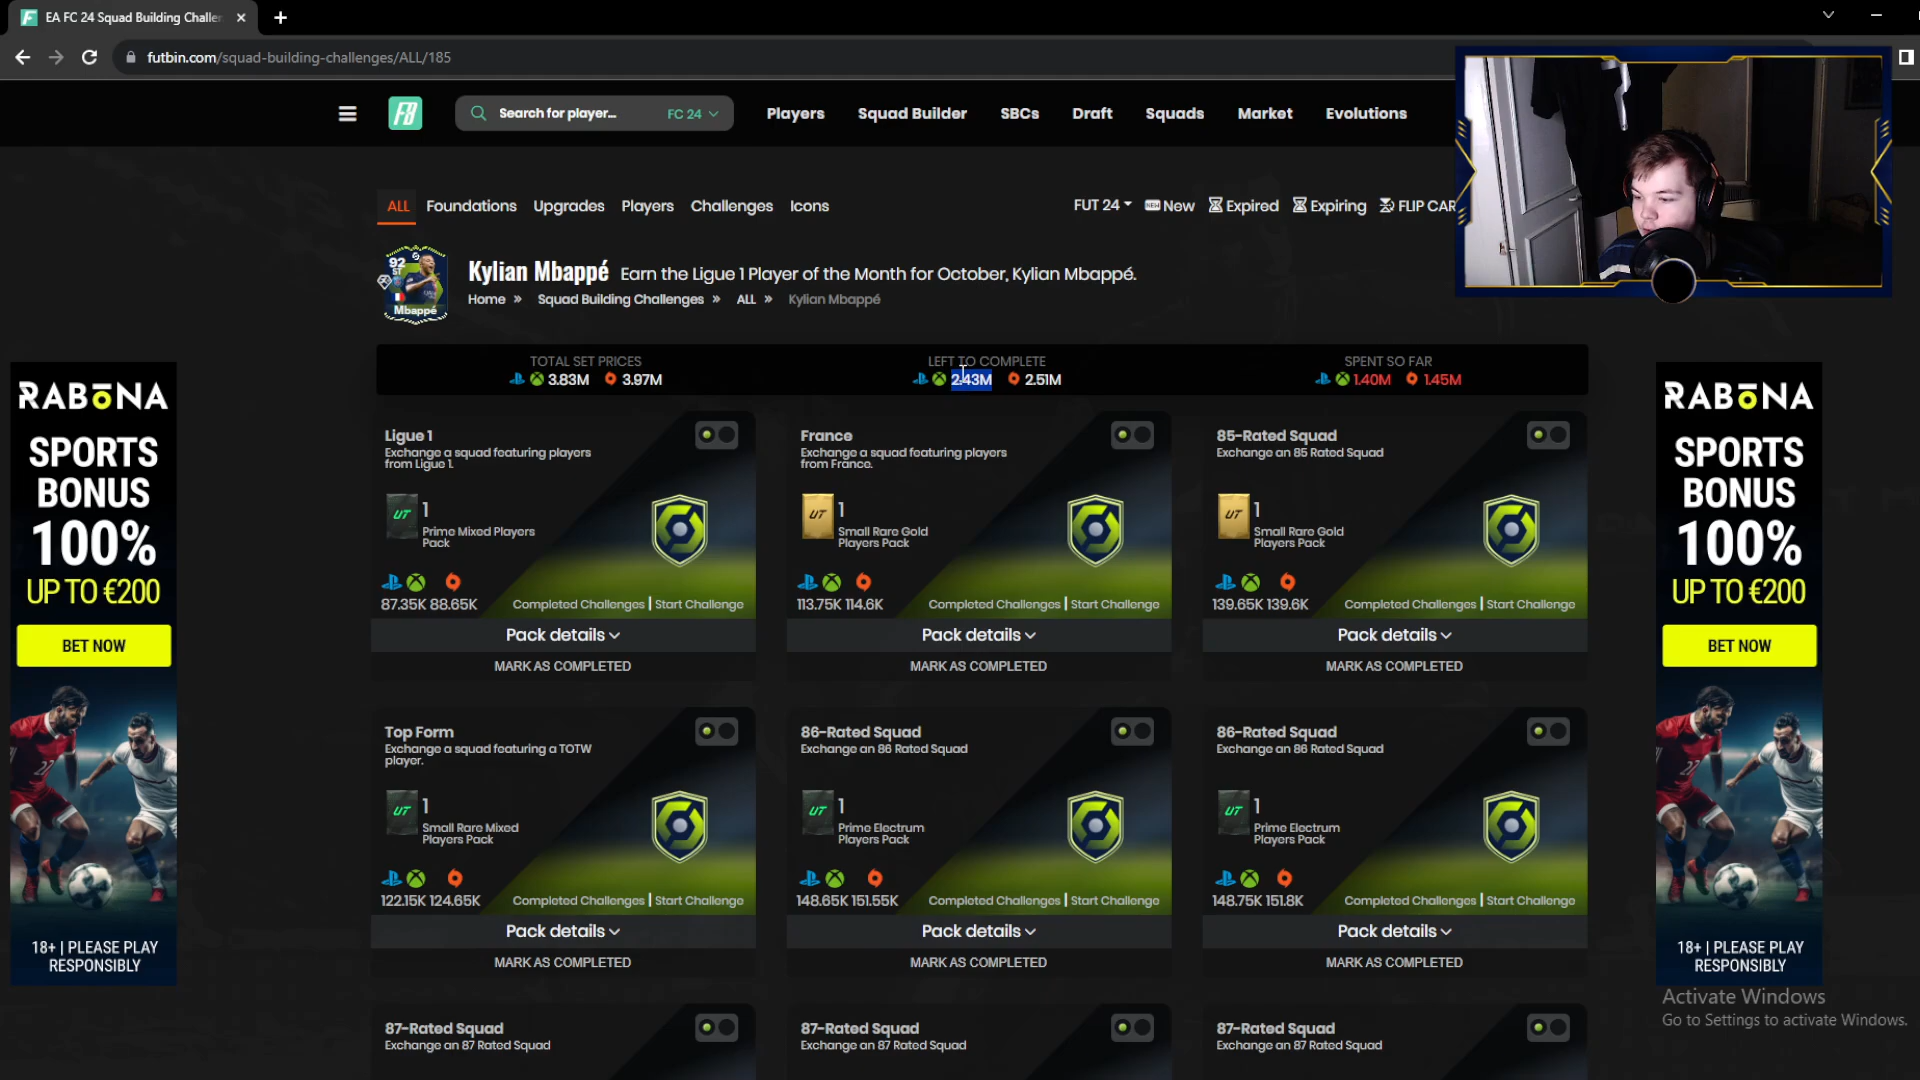 EA FC 24 Squad Building Challe
futbin.com/squad-building-challenges/ALL/185
FB
Search for player...
FC 24
Players
Squad Builder
SBCs
Draft
Squads
Market
Evolutions
ALL
Foundations
Upgrades
Players
Challenges
Icons
FUT 24
NEW New
Expired
Expiring
FLIP CAR
92
ST
Mbappé
Kylian Mbappé
Earn the Ligue 1 Player of the Month for October, Kylian Mbappé.
Home » Squad Building Challenges » ALL » Kylian Mbappé
TOTAL SET PRICES
3.83M 3.97M
LEFT TO COMPLETE
2.43M 2.51M
SPENT SO FAR
1.40M 1.45M
Ligue 1
Exchange a squad featuring players
from Ligue 1.
UT
1
Prime Mixed Players
Pack
87.35K 88.65K
Completed Challenges | Start Challenge
Pack details
MARK AS COMPLETED
France
Exchange a squad featuring players
from France.
UT
1
Small Rare Gold
Players Pack
113.75K 114.6K
Completed Challenges | Start Challenge
Pack details
MARK AS COMPLETED
85-Rated Squad
Exchange an 85 Rated Squad
UT
1
Small Rare Gold
Players Pack
139.65K 139.6K
Completed Challenges | Start Challenge
Pack details
MARK AS COMPLETED
Top Form
Exchange a squad featuring a TOTW
player.
UT
1
Small Rare Mixed
Players Pack
122.15K 124.65K
Completed Challenges | Start Challenge
Pack details
MARK AS COMPLETED
86-Rated Squad
Exchange an 86 Rated Squad
UT
1
Prime Electrum
Players Pack
148.65K 151.55K
Completed Challenges | Start Challenge
Pack details
MARK AS COMPLETED
86-Rated Squad
Exchange an 86 Rated Squad
UT
1
Prime Electrum
Players Pack
148.75K 151.8K
Completed Challenges | Start Challenge
Pack details
MARK AS COMPLETED
87-Rated Squad
Exchange an 87 Rated Squad
87-Rated Squad
Exchange an 87 Rated Squad
87-Rated Squad
Exchange an 87 Rated Squad
RABONA
SPORTS
BONUS
100%
UP TO €200
BET NOW
18+ | PLEASE PLAY
RESPONSIBLY
RABONA
SPORTS
BONUS
100%
UP TO €200
BET NOW
18+ | PLEASE PLAY
RESPONSIBLY
Activate Windows
Go to Settings to activate Windows.